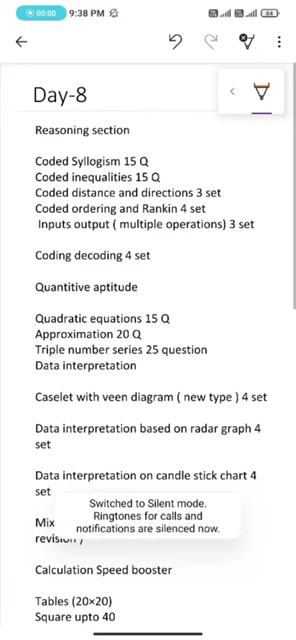 00:00 9:38 PM 84
Day-8
Reasoning section
Coded Syllogism 15 Q
Coded inequalities 15 Q
Coded distance and directions 3 set
Coded ordering and Rankin 4 set
Inputs output ( multiple operations) 3 set
Coding decoding 4 set
Quantitive aptitude
Quadratic equations 15 Q
Approximation 20 Q
Triple number series 25 question
Data interpretation
Caselet with veen diagram ( new type ) 4 set
Data interpretation based on radar graph 4
set
Data interpretation on candle stick chart 4
set
Switched to Silent mode.
Ringtones for calls and
notifications are silenced now.
Mix
revision )
Calculation Speed booster
Tables (20×20)
Square upto 40